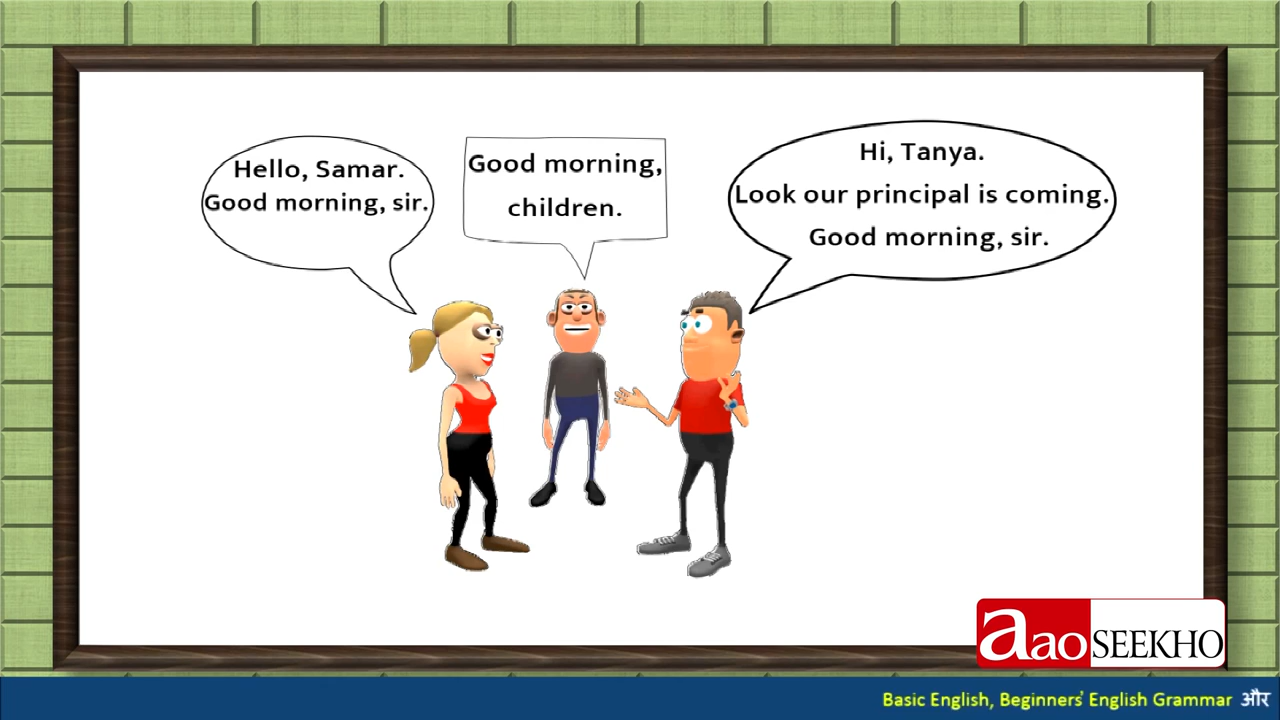 Hello, Samar.
Good morning, sir.
Good morning,
children.
Hi, Tanya.
Look our principal is coming.
Good morning, sir.
aao SEEKHO
Basic English, Beginners' English Grammar और